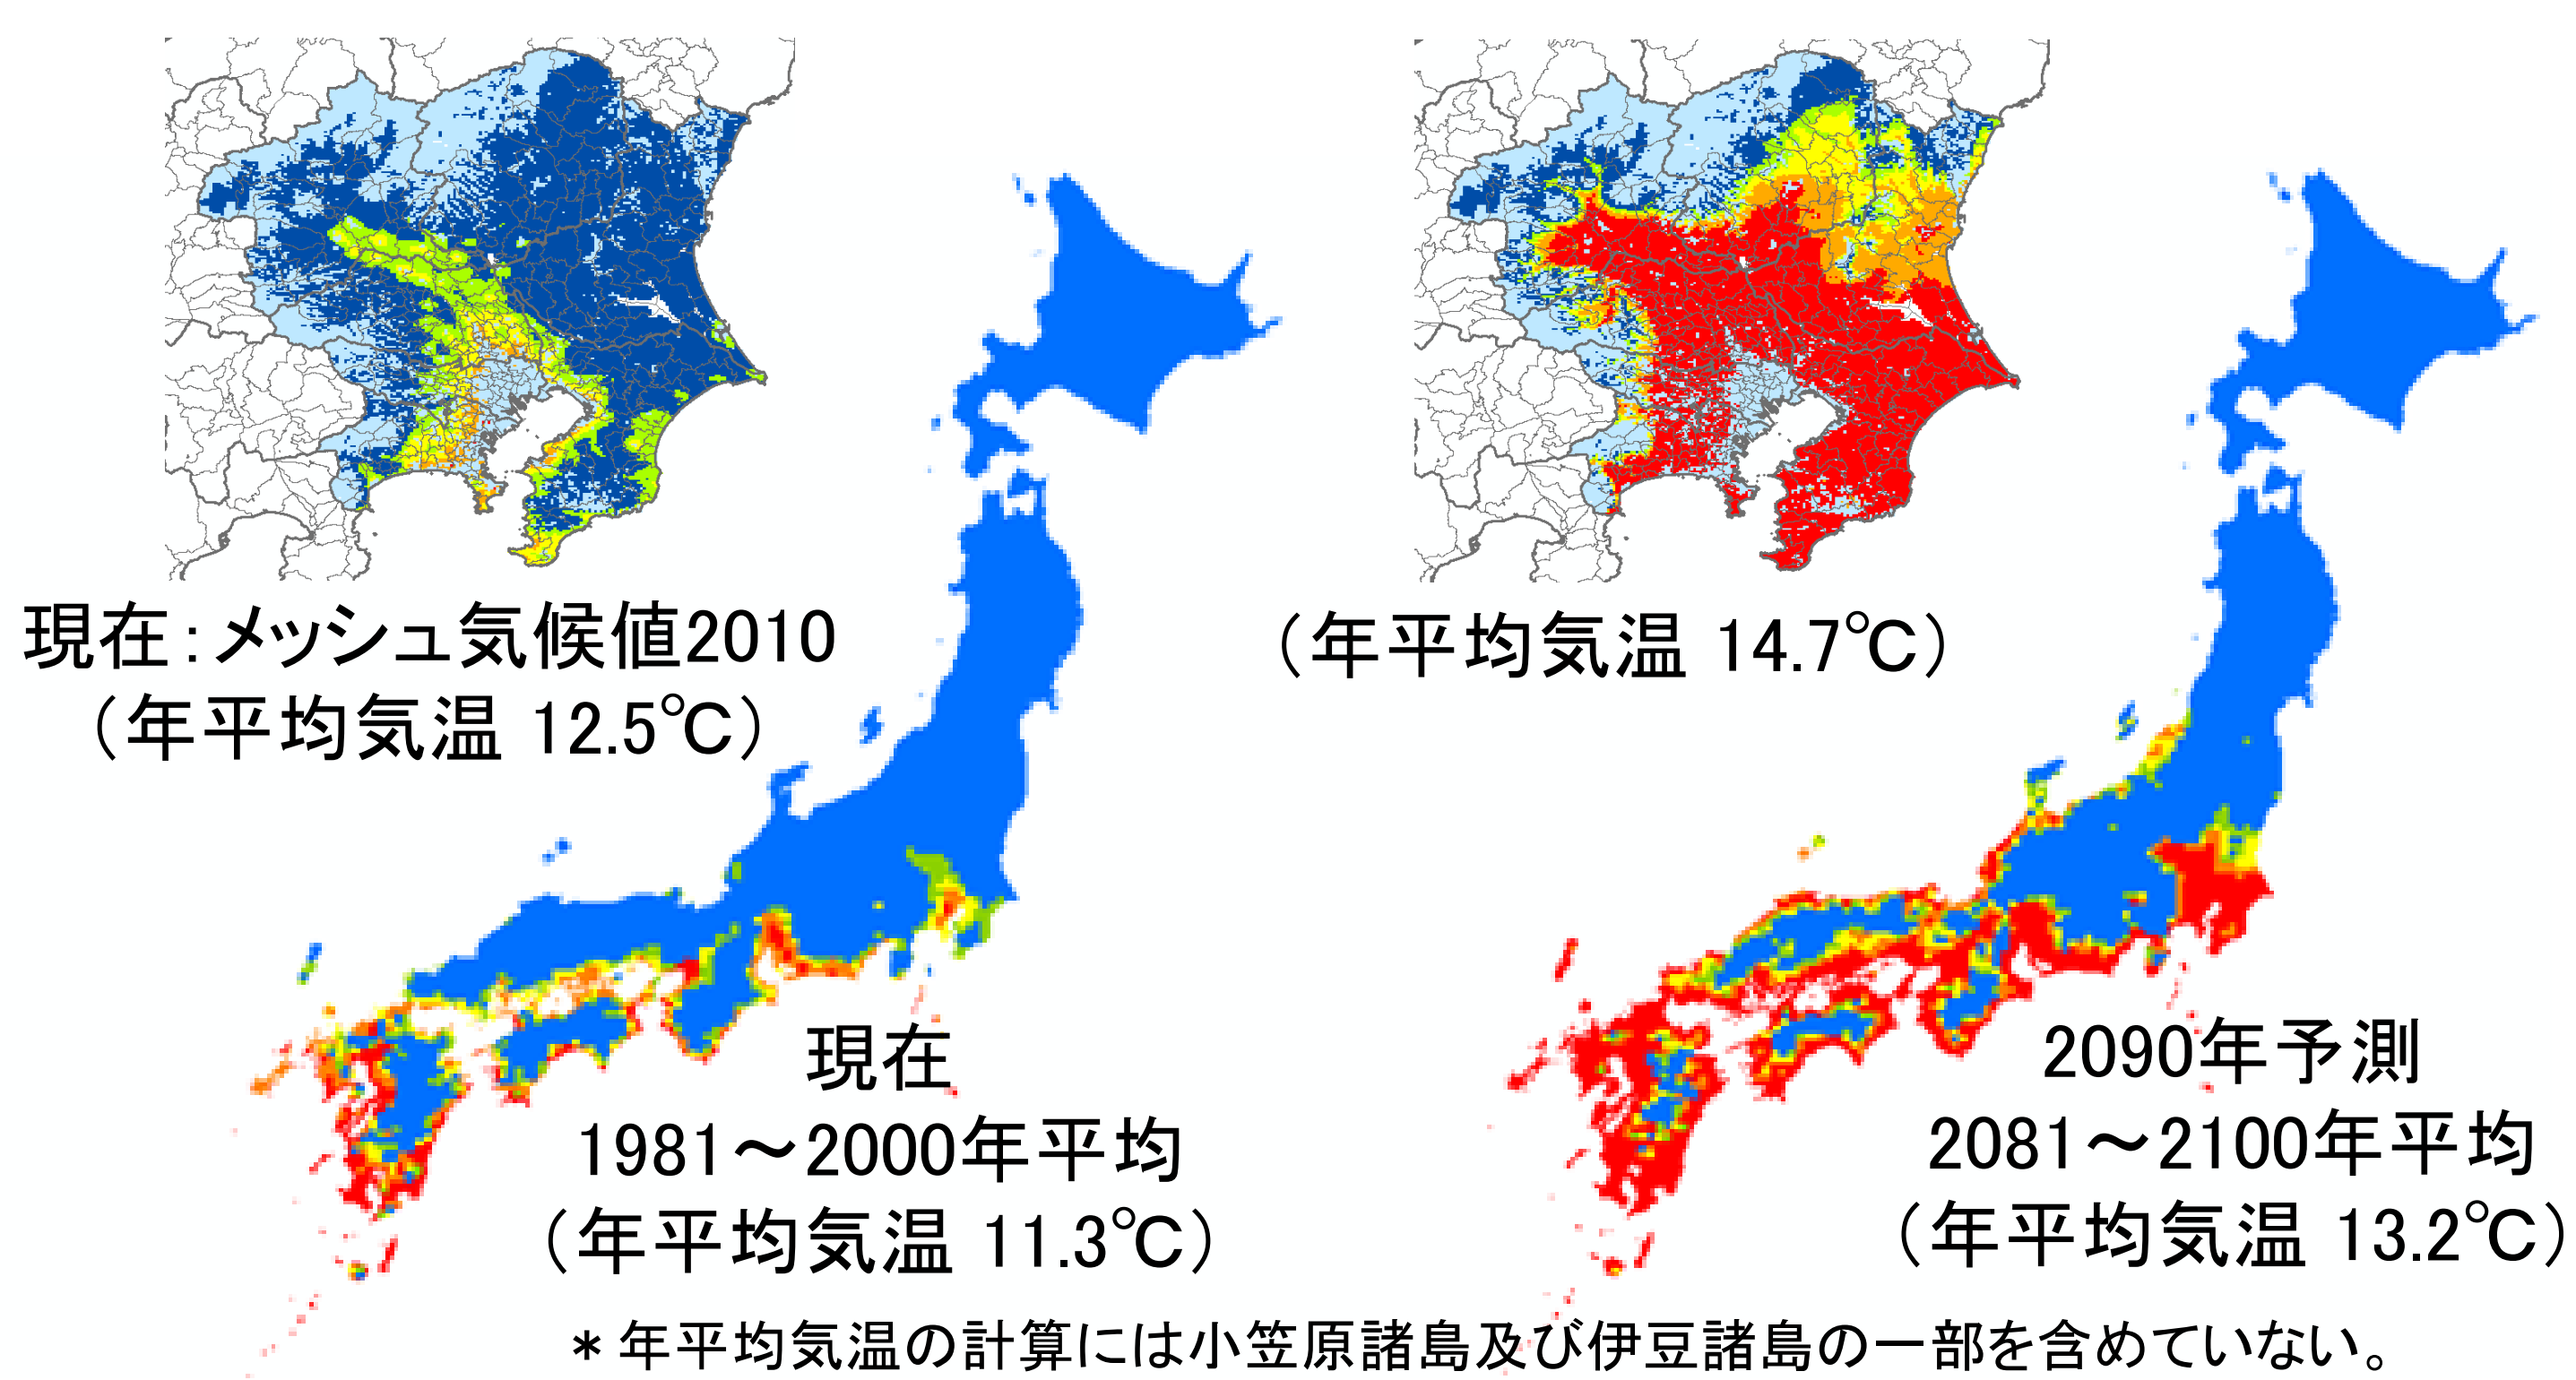 現在：メッシュ気候値2010
（年平均気温 12.5℃）
（年平均気温 14.7℃）
現在
1981～2000年平均
（年平均気温 11.3℃）
2090年予測
2081～2100年平均
（年平均気温 13.2℃）
＊年平均気温の計算には小笠原諸島及び伊豆諸島の一部を含めていない。